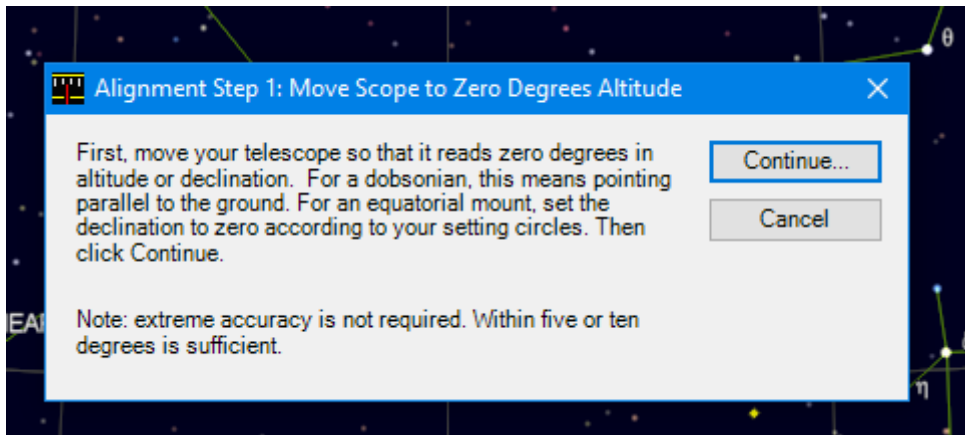 θ
Alignment Step 1: Move Scope to Zero Degrees Altitude
First, move your telescope so that it reads zero degrees in
altitude or declination.  For a dobsonian, this means pointing
parallel to the ground. For an equatorial mount, set the
declination to zero according to your setting circles. Then
click Continue.
Continue...
Cancel
Note: extreme accuracy is not required. Within five or ten
degrees is sufficient.
η